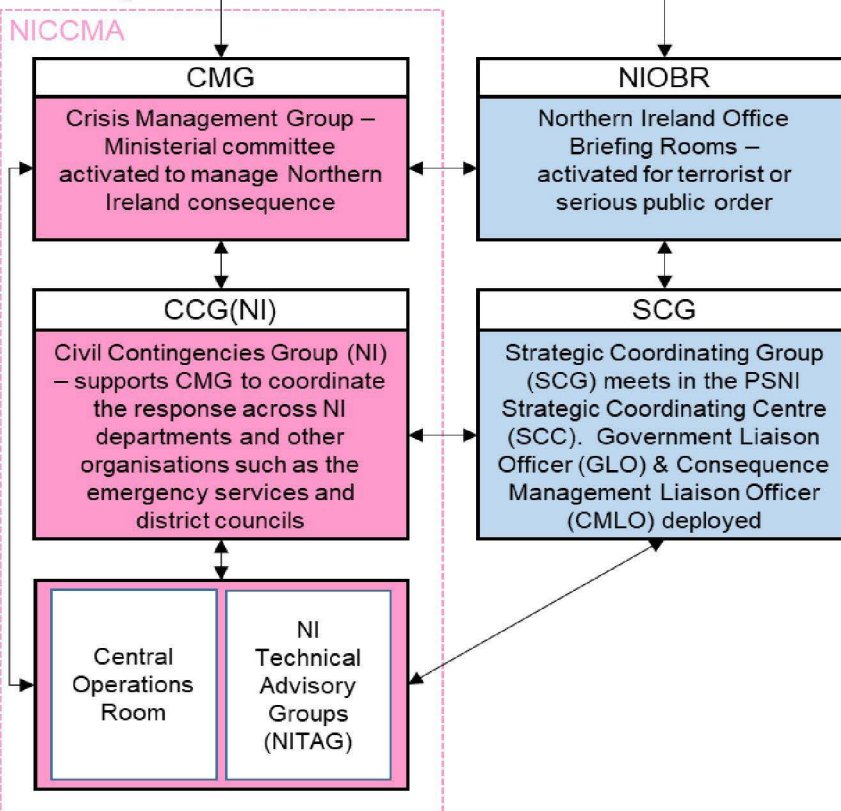 NICCMA
CMG
Crisis Management Group –
Ministerial committee
activated to manage Northern
Ireland consequence
NIOBR
Northern Ireland Office
Briefing Rooms –
activated for terrorist or
serious public order
CCG(NI)
Civil Contingencies Group (NI)
– supports CMG to coordinate
the response across NI
departments and other
organisations such as the
emergency services and
district councils
SCG
Strategic Coordinating Group
(SCG) meets in the PSNI
Strategic Coordinating Centre
(SCC).  Government Liaison
Officer (GLO) & Consequence
Management Liaison Officer
(CMLO) deployed
Central
Operations
Room
NI
Technical
Advisory
Groups
(NITAG)